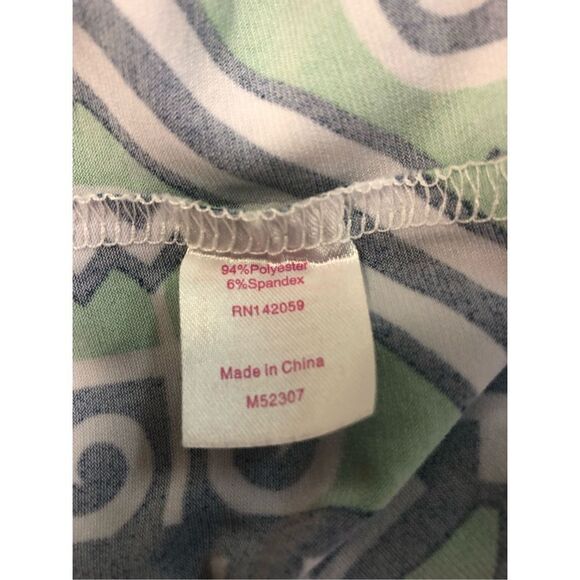 94%Polyester
6%Spandex
RN142059
Made in China
M52307